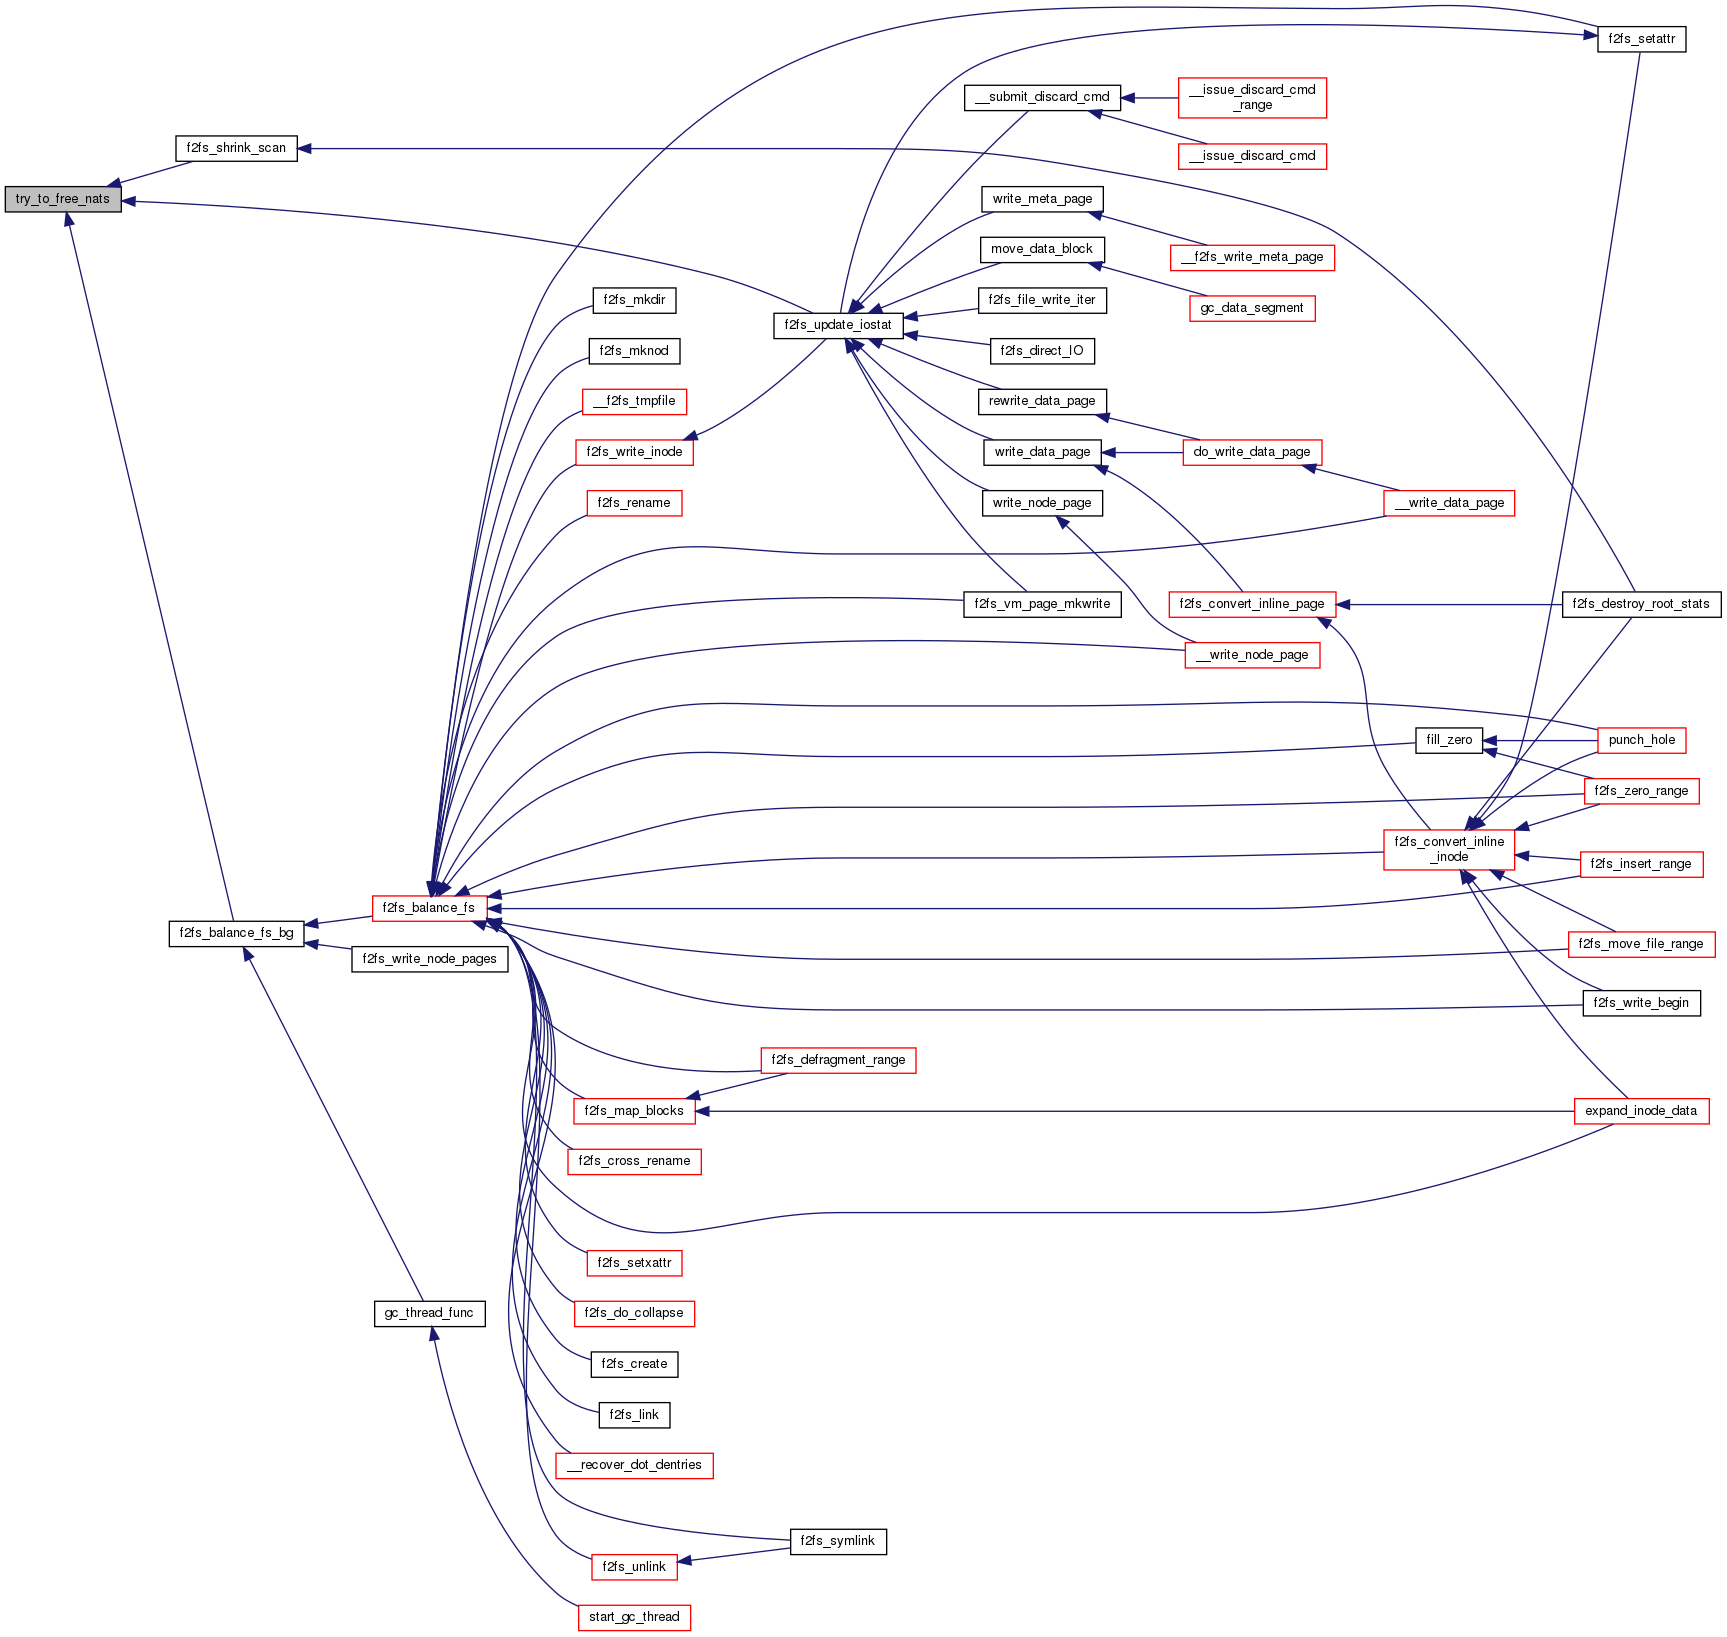 f2fs_setattr
__submit_discard_cmd
__issue_discard_cmd
_range
f2fs_shrink_scan
__issue_discard_cmd
try_to_free_nats
write_meta_page
move_data_block
__f2fs_write_meta_page
f2fs_mkdir
f2fs_file_write_iter
gc_data_segment
f2fs_update_iostat
f2fs_mknod
f2fs_direct_IO
__f2fs_tmpfile
rewrite_data_page
f2fs_write_inode
write_data_page
do_write_data_page
f2fs_rename
write_node_page
__write_data_page
f2fs_vm_page_mkwrite
f2fs_convert_inline_page
f2fs_destroy_root_stats
__write_node_page
fill_zero
punch_hole
f2fs_zero_range
f2fs_convert_inline
_inode
f2fs_insert_range
f2fs_balance_fs
f2fs_balance_fs_bg
f2fs_move_file_range
f2fs_write_node_pages
f2fs_write_begin
f2fs_defragment_range
f2fs_map_blocks
expand_inode_data
f2fs_cross_rename
f2fs_setxattr
gc_thread_func
f2fs_do_collapse
f2fs_create
f2fs_link
__recover_dot_dentries
f2fs_symlink
f2fs_unlink
start_gc_thread